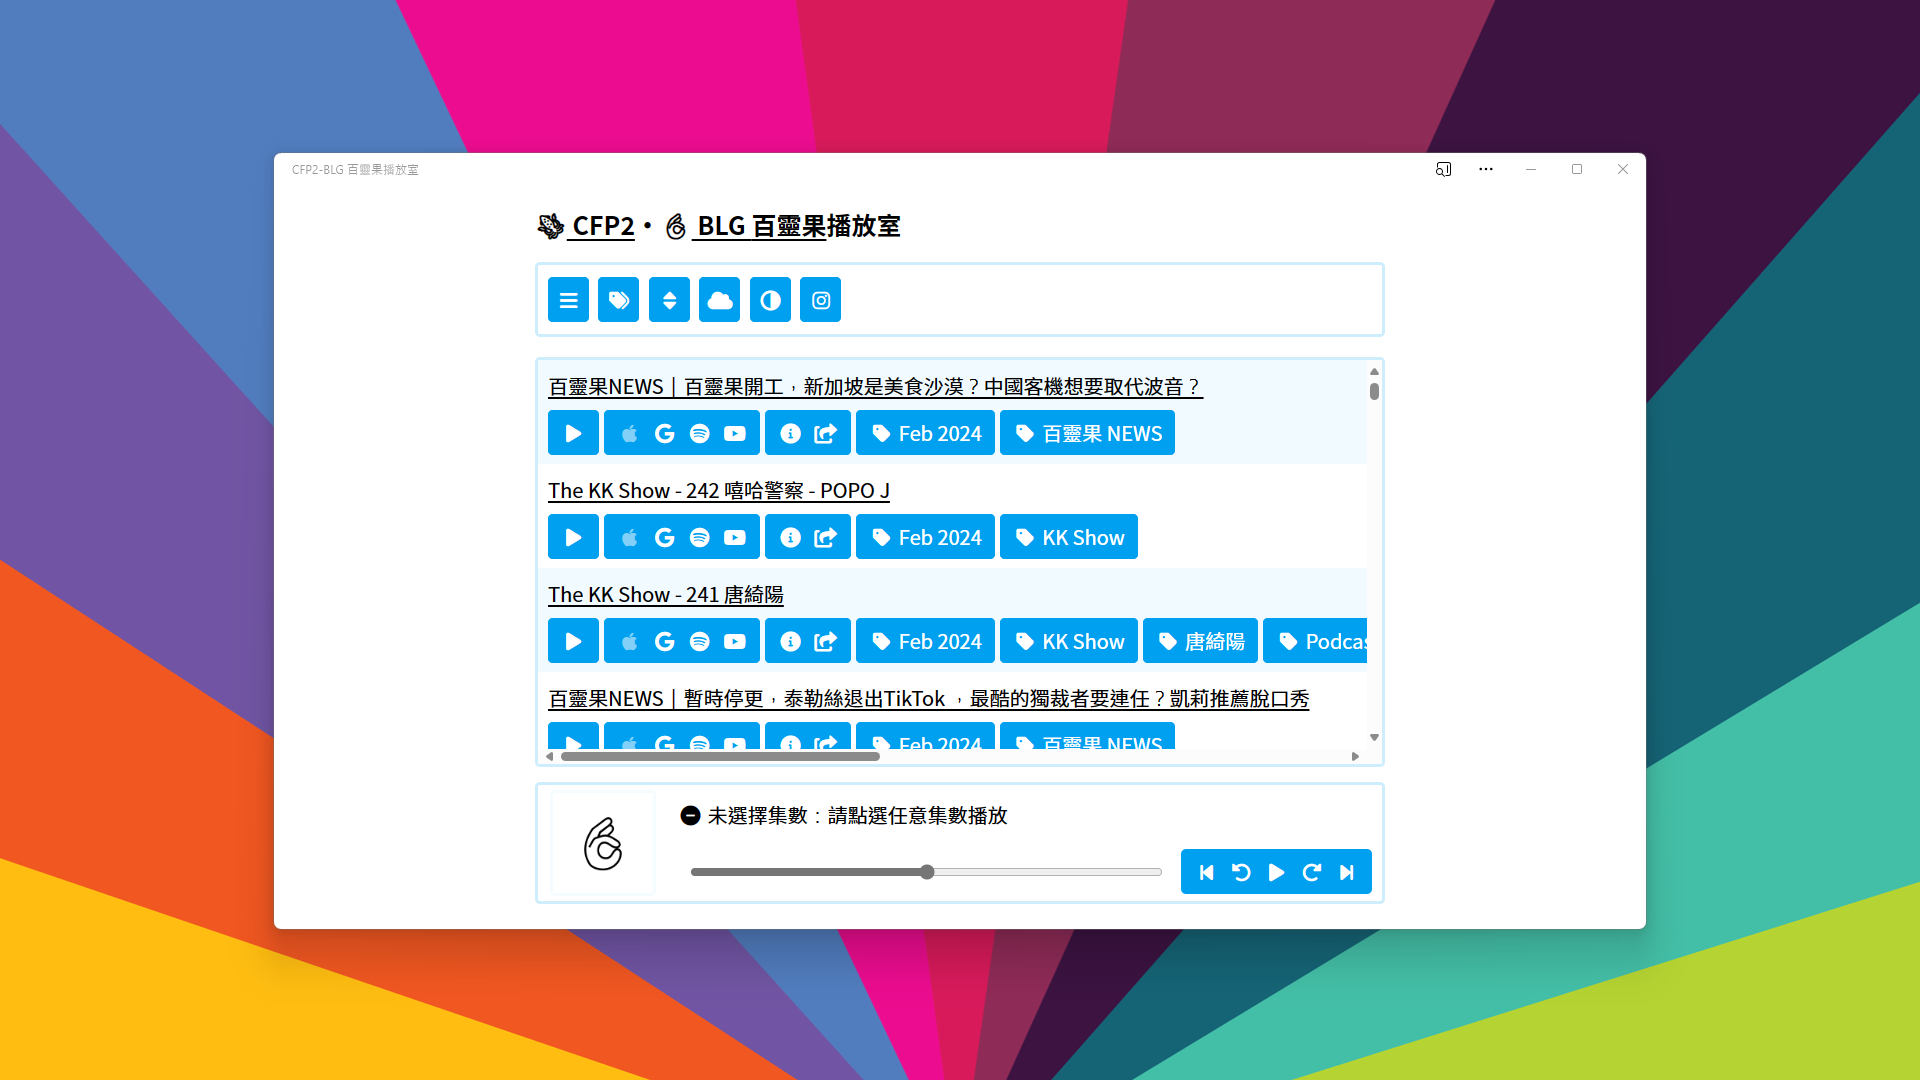 CFP2-BLG 百靈果播放室
CFP2・ BLG 百靈果播放室
百靈果NEWS｜百靈果開工，新加坡是美食沙漠？中國客機想要取代波音？
Feb 2024 百靈果 NEWS
The KK Show - 242 嘻哈警察 - POPO J
Feb 2024 KK Show
The KK Show - 241 唐綺陽
Feb 2024 KK Show 唐綺陽 Podcas
百靈果NEWS｜暫時停更，泰勒絲退出TikTok ，最酷的獨裁者要連任？凱莉推薦脫口秀
Feb 2024 百靈果 NEWS
未選擇集數：請點選任意集數播放